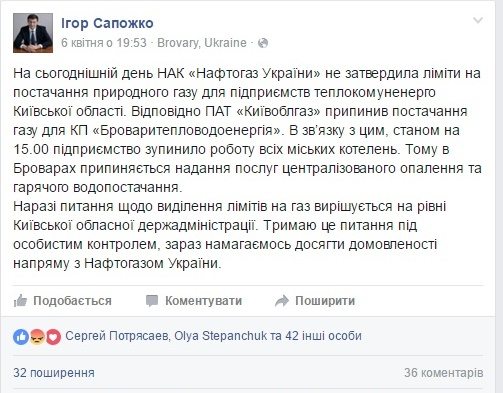 Ігор Сапожко
6 квітня о 19:53 · Brovary, Ukraine ·
На сьогоднішній день НАК «Нафтогаз України» не затвердила ліміти на
постачання природного газу для підприємств теплокомуненерго
Київської області. Відповідно ПАТ «Київоблгаз» припинив постачання
газу для КП «Броваритепловодоенергія». В зв’язку з цим, станом на
15.00 підприємство зупинило роботу всіх міських котелень. Тому в
Броварах припиняється надання послуг централізованого опалення та
гарячого водопостачання.
Наразі питання щодо виділення лімітів на газ вирішується на рівні
Київської обласної держадміністрації. Тримаю це питання під
особистим контролем, зараз намагаємось досягти домовленості
напряму з Нафтогазом України.
Подобається Коментувати Поширити
Сергей Потрясаев, Olya Stepanchuk та 42 інші особи
32 поширення 36 коментарів